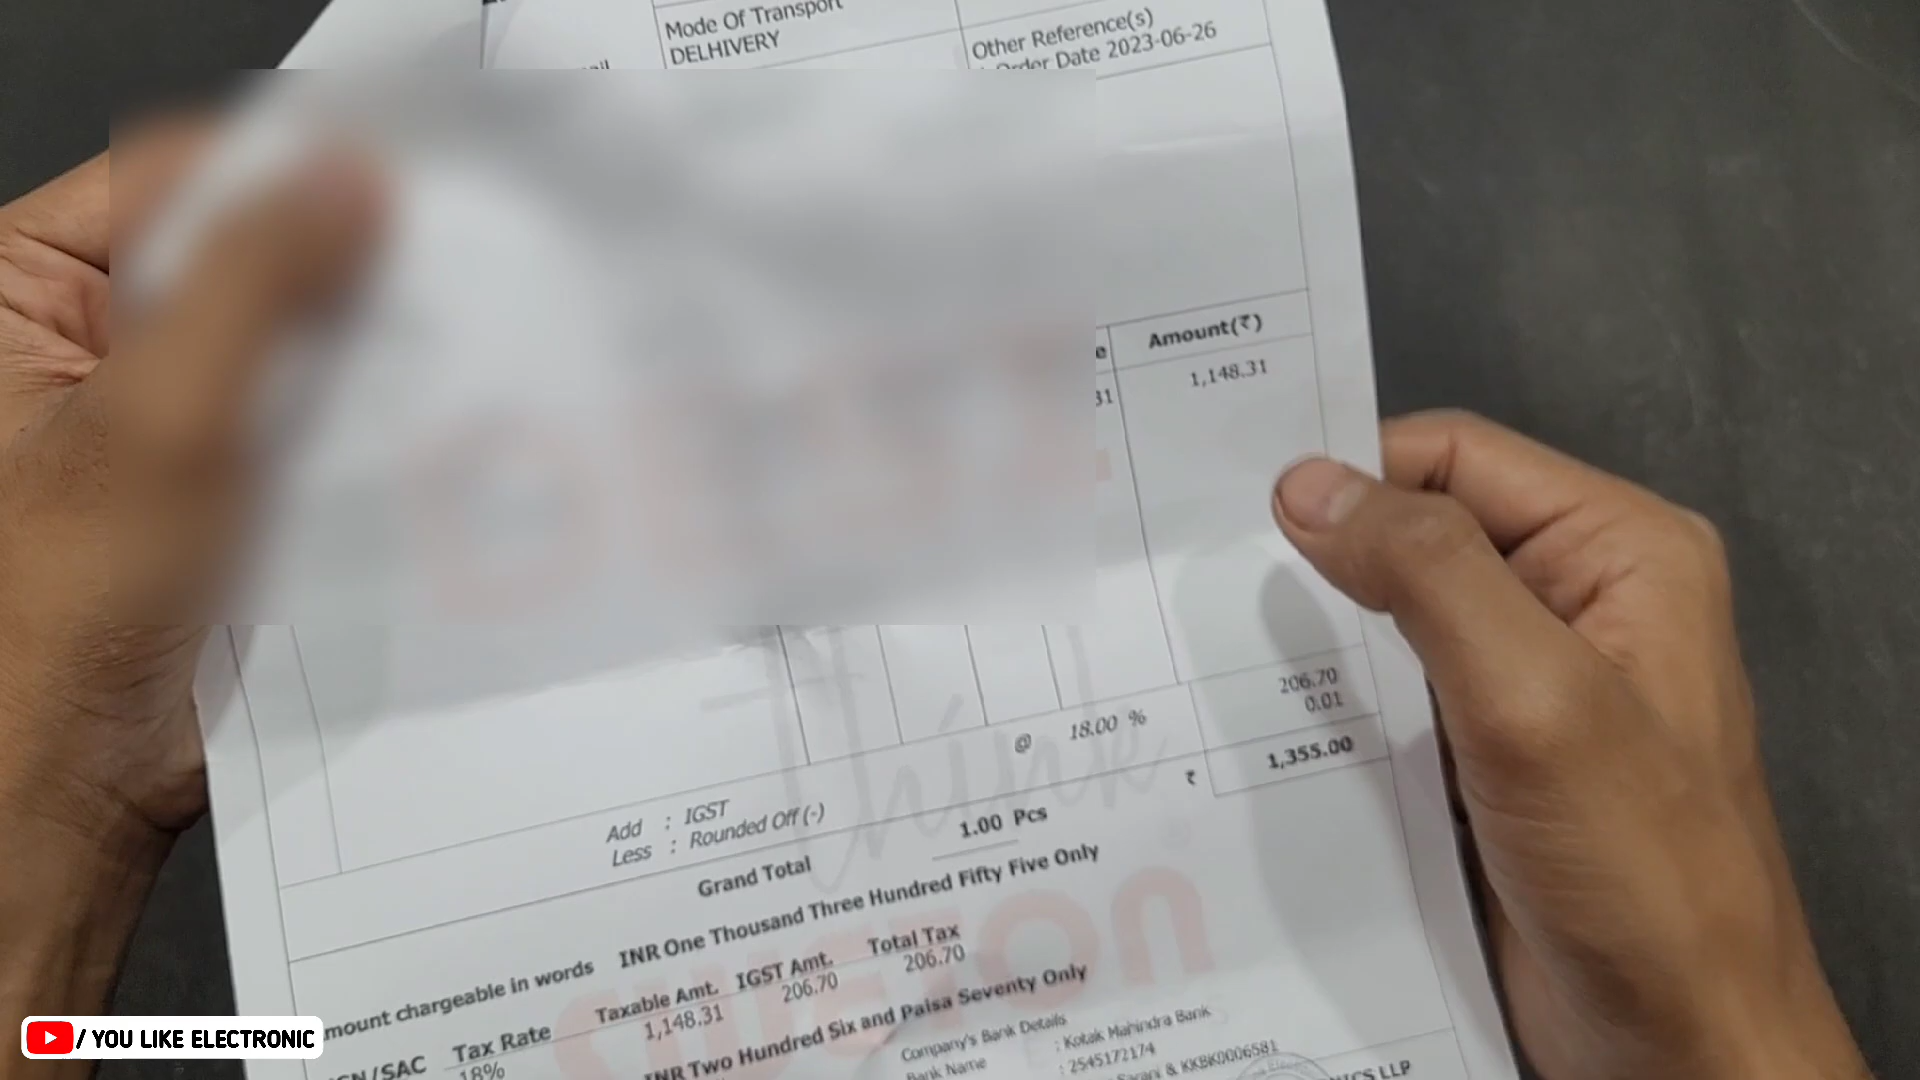 Mode Of Transport
DELHIVERY
Other Reference(s)
Order Date 2023-06-26
Amount(₹)
31
1,148.31
206.70
0.01
@ 18.00 %
₹ 1,355.00
Add : IGST
Less : Rounded Off (-)
Grand Total
1.00 Pcs
Think
mount chargeable in words INR One Thousand Three Hundred Fifty Five Only
Tax Rate Taxable Amt. IGST Amt. Total Tax
18% 1,148.31 206.70 206.70
INR Two Hundred Six and Paisa Seventy Only
Company's Bank Details
Bank Name : Kotak Mahindra Bank
: 2545172174
& KKBK0006581
LLP
/ YOU LIKE ELECTRONIC